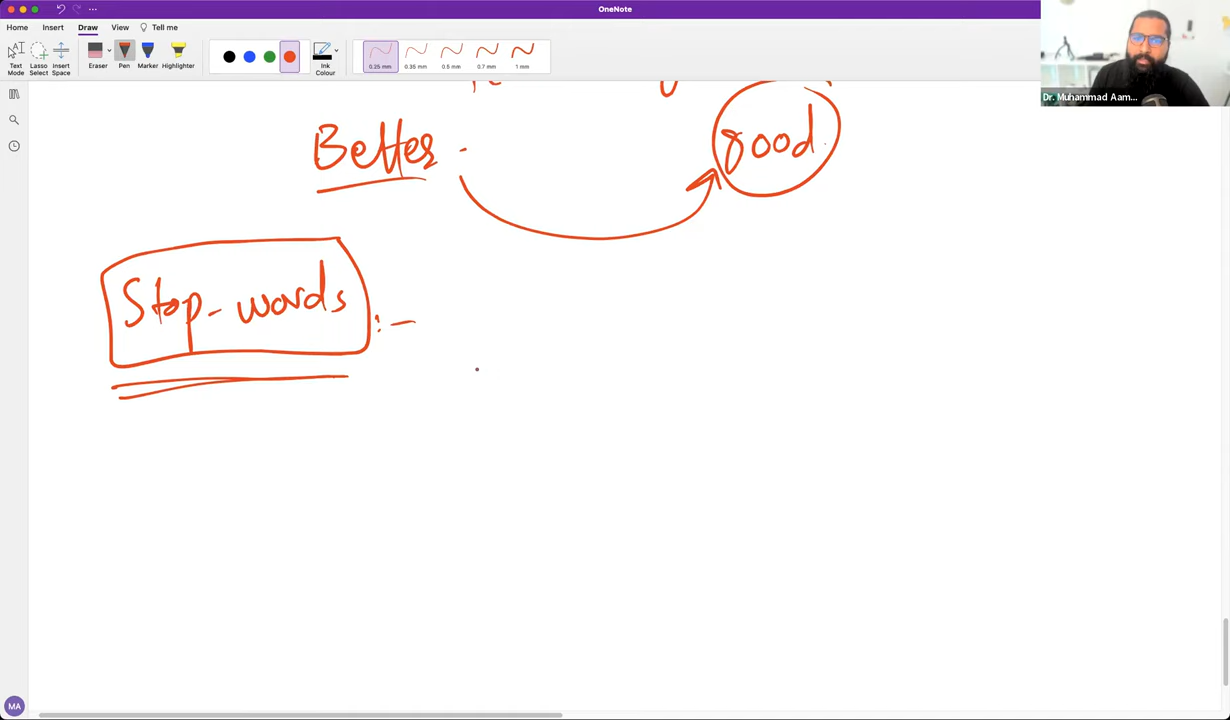 OneNote
Home Insert Draw View Tell me
Text Mode Lasso Select Insert Space Eraser Pen Marker Highlighter Ink Colour 0.25 mm 0.35 mm 0.5 mm 0.7 mm 1 mm
Dr. Muhammad Aam...
Better -
good
Stop-words :-
MA